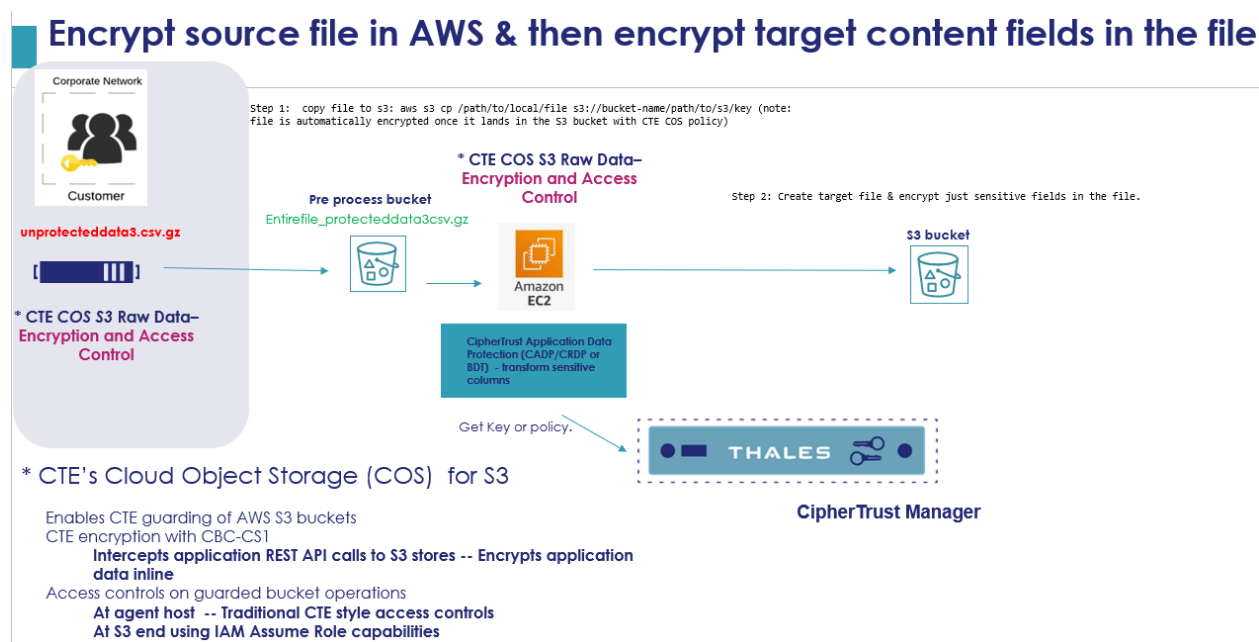 Encrypt source file in AWS & then encrypt target content fields in the file
Corporate Network
Customer
unprotecteddata3.csv.gz
* CTE COS S3 Raw Data–
Encryption and Access
Control
Step 1:  copy file to s3: aws s3 cp /path/to/local/file s3://bucket-name/path/to/s3/key (note:
file is automatically encrypted once it lands in the S3 bucket with CTE COS policy)
Pre process bucket
Entirefile_protecteddata3csv.gz
* CTE COS S3 Raw Data–
Encryption and Access
Control
Amazon
EC2
Step 2: Create target file & encrypt just sensitive fields in the file.
S3 bucket
CipherTrust Application Data
Protection (CADP/CRDP or
BDT)  - transform sensitive
columns
Get Key or policy.
THALES
CipherTrust Manager
* CTE's Cloud Object Storage (COS)  for S3
Enables CTE guarding of AWS S3 buckets
CTE encryption with CBC-CS1
Intercepts application REST API calls to S3 stores -- Encrypts application
data inline
Access controls on guarded bucket operations
At agent host  -- Traditional CTE style access controls
At S3 end using IAM Assume Role capabilities